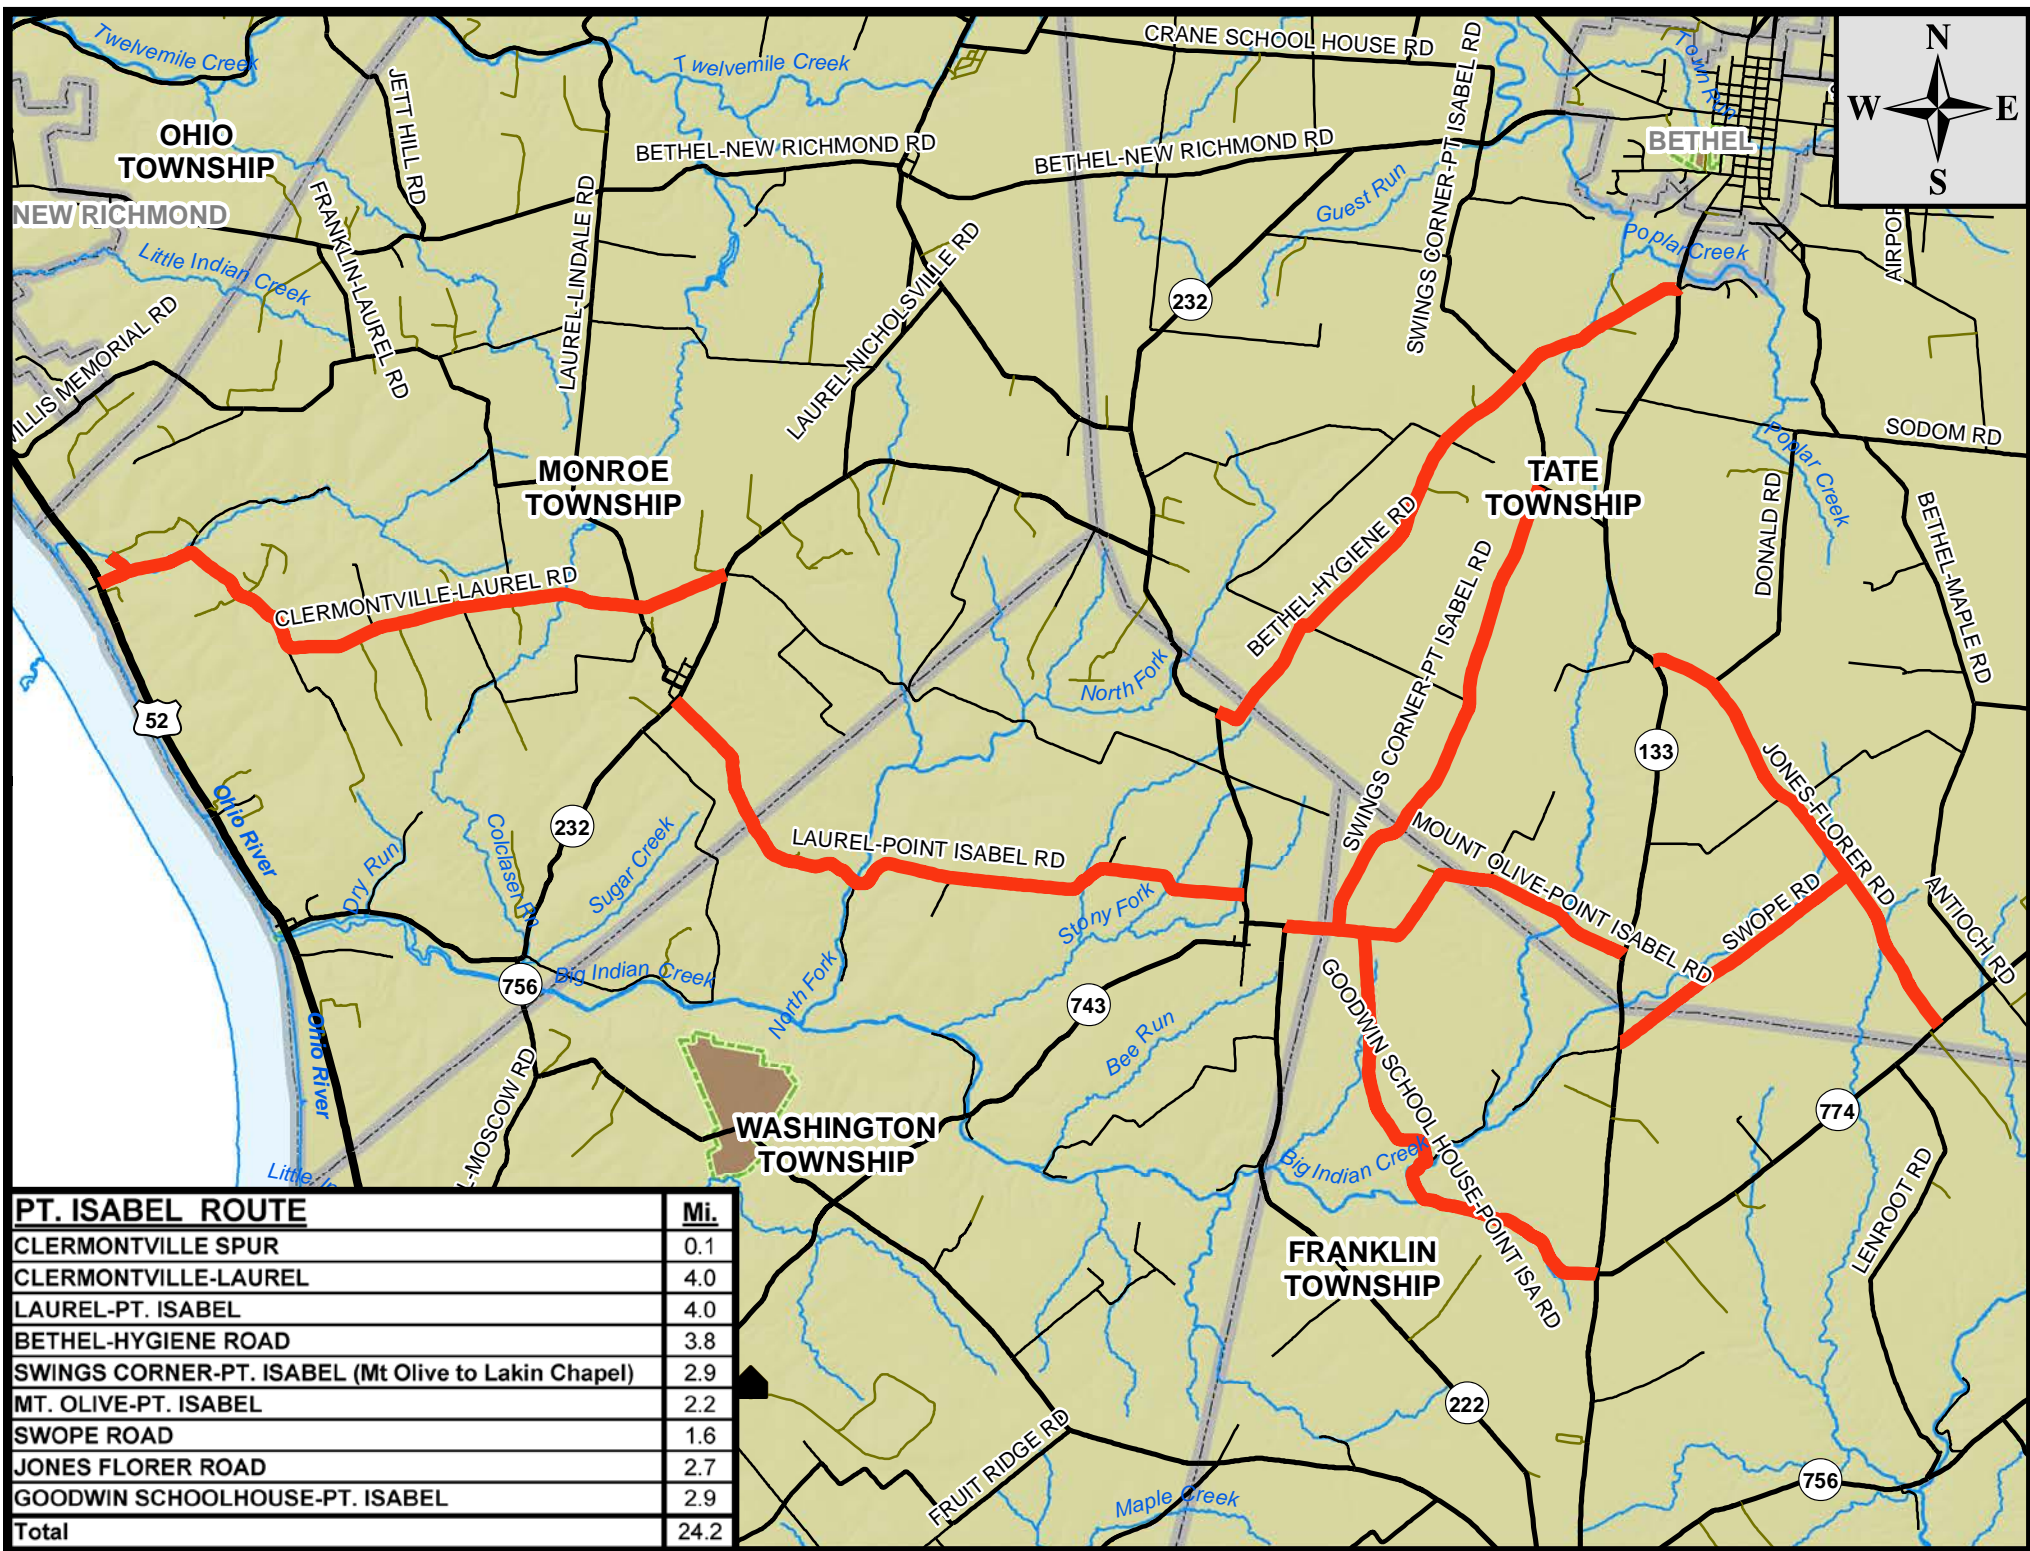 Twelvemile Creek
Twelvemile Creek
CRANE SCHOOL HOUSE RD
SWINGS CORNER-PT ISABEL RD
Town Run
N
W
E
S
JETT HILL RD
OHIO
TOWNSHIP
BETHEL-NEW RICHMOND RD
BETHEL-NEW RICHMOND RD
BETHEL
NEW RICHMOND
FRANKLIN-LAUREL RD
LAUREL-LINDALE RD
Guest Run
Poplar Creek
Little Indian Creek
LAUREL-NICHOLSVILLE RD
232
SWINGS CORNER-PT ISABEL RD
SODOM RD
Poplar Creek
MONROE
TOWNSHIP
TATE
TOWNSHIP
DONALD RD
BETHEL-MAPLE RD
BETHEL-HYGIENE RD
CLERMONTVILLE-LAUREL RD
SWINGS CORNER-PT ISABEL RD
North Fork
52
133
JONES-FLORER RD
Ohio River
232
Colclaser Rn
Dry Run
Sugar Creek
LAUREL-POINT ISABEL RD
MOUNT OLIVE-POINT ISABEL RD
SWOPE RD
ANTIOCH RD
Stony Fork
Big Indian Creek
North Fork
756
743
Bee Run
GOODWIN SCHOOL HOUSE-POINT ISA RD
Ohio River
774
WASHINGTON
TOWNSHIP
Big Indian Creek
LENROOT RD
FRANKLIN
TOWNSHIP
222
FRUIT RIDGE RD
Maple Creek
756
PT. ISABEL ROUTE Mi.
CLERMONTVILLE SPUR 0.1
CLERMONTVILLE-LAUREL 4.0
LAUREL-PT. ISABEL 4.0
BETHEL-HYGIENE ROAD 3.8
SWINGS CORNER-PT. ISABEL (Mt Olive to Lakin Chapel) 2.9
MT. OLIVE-PT. ISABEL 2.2
SWOPE ROAD 1.6
JONES FLORER ROAD 2.7
GOODWIN SCHOOLHOUSE-PT. ISABEL 2.9
Total 24.2